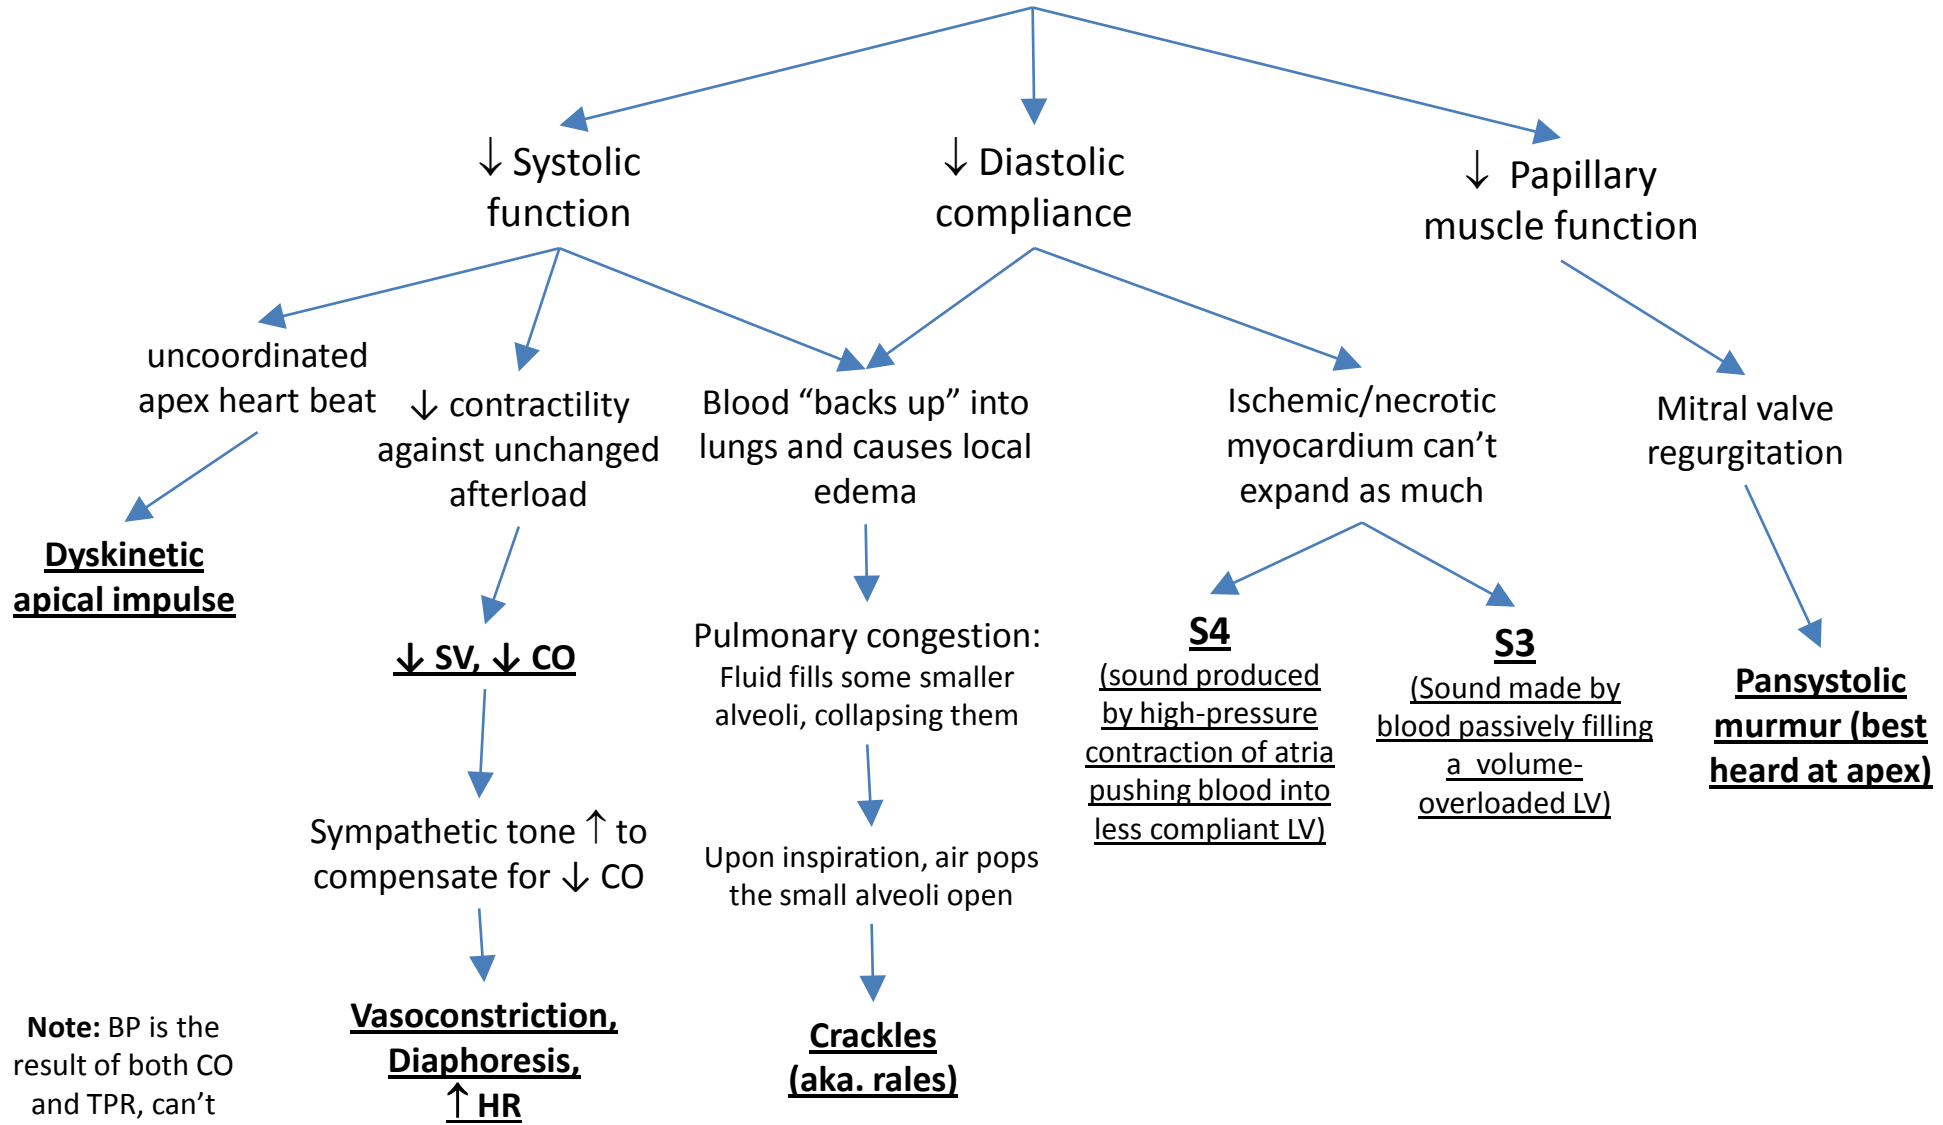 ↓ Systolic
function
↓ Diastolic
compliance
↓ Papillary
muscle function
uncoordinated
apex heart beat
↓ contractility
against unchanged
afterload
Blood “backs up” into
lungs and causes local
edema
Ischemic/necrotic
myocardium can’t
expand as much
Mitral valve
regurgitation
Dyskinetic
apical impulse
↓ SV, ↓ CO
Pulmonary congestion:
Fluid fills some smaller
alveoli, collapsing them
S4
(sound produced
by high-pressure
contraction of atria
pushing blood into
less compliant LV)
S3
(Sound made by
blood passively filling
a volume-
overloaded LV)
Pansystolic
murmur (best
heard at apex)
Sympathetic tone ↑ to
compensate for ↓ CO
Upon inspiration, air pops
the small alveoli open
Note: BP is the
result of both CO
and TPR, can’t
Vasoconstriction,
Diaphoresis,
↑ HR
Crackles
(aka. rales)